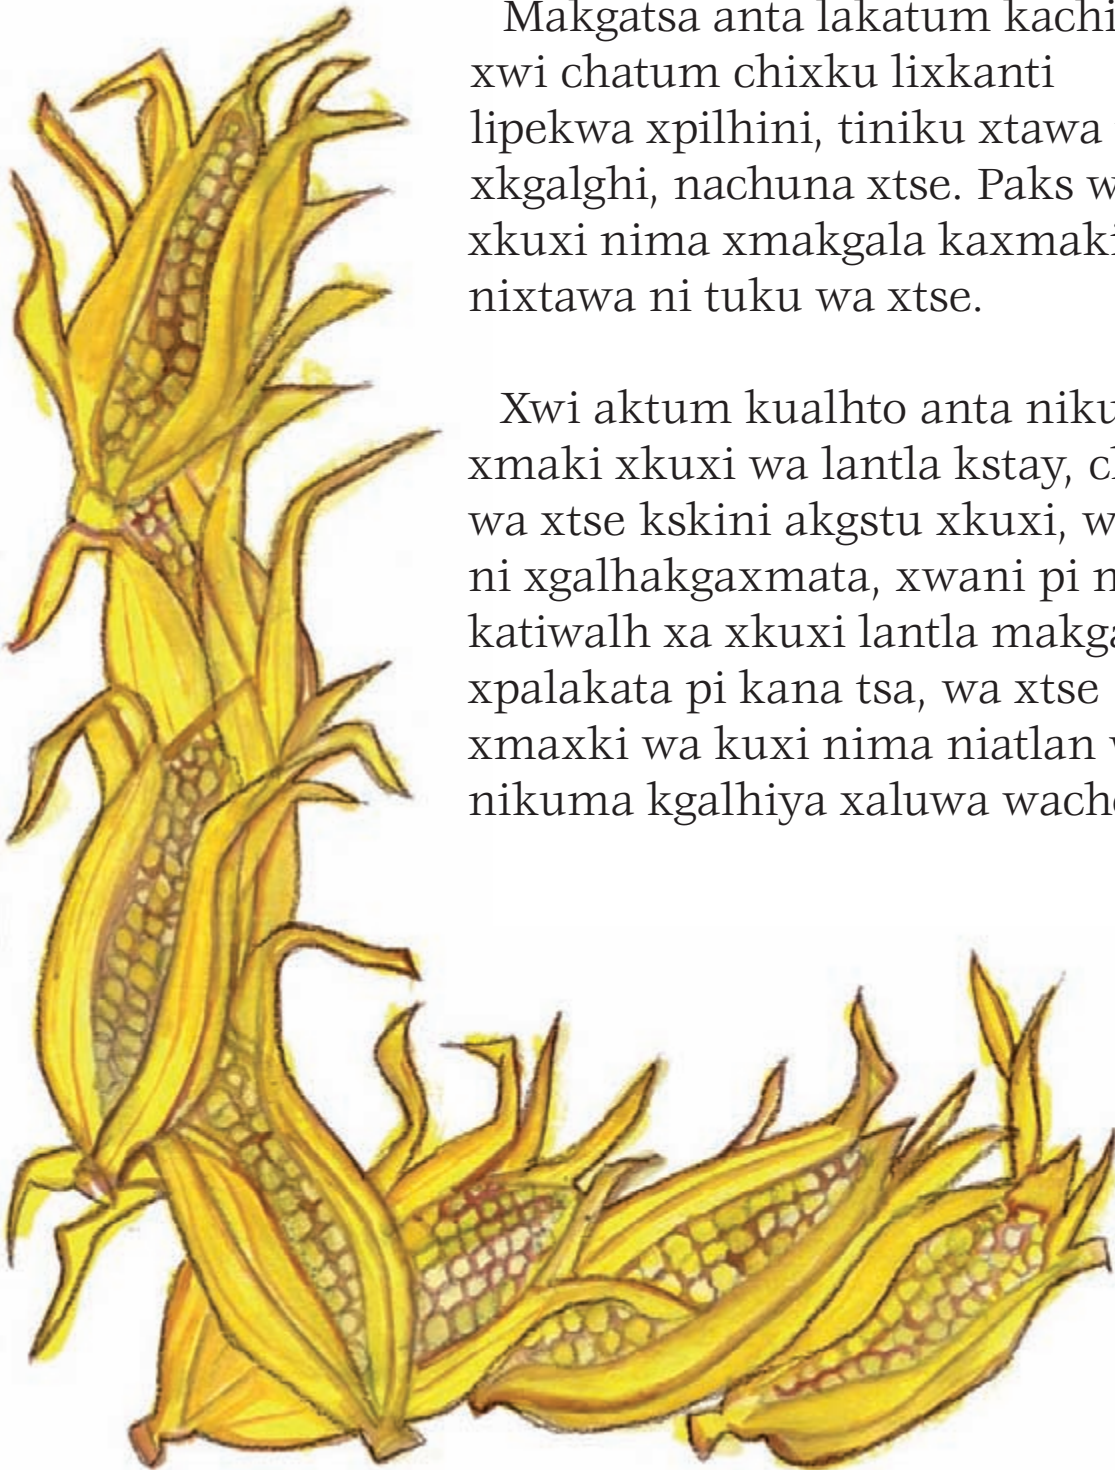 Makgatsa anta lakatum kachi
xwi chatum chixku lixkanti
lipekwa xpilhini, tiniku xtawa
xkgalghi, nachuna xtse. Paks w
xkuxi nima xmakgala kaxmaki
nixtawa ni tuku wa xtse.
Xwi aktum kualhto anta niku
xmaki xkuxi wa lantla kstay, ch
wa xtse kskini akgstu xkuxi, w
ni xgalhakgaxmata, xwani pi n
katiwalh xa xkuxi lantla makga
xpalakata pi kana tsa, wa xtse
xmaxki wa kuxi nima niatlan w
nikuma kgalhiya xaluwa wach